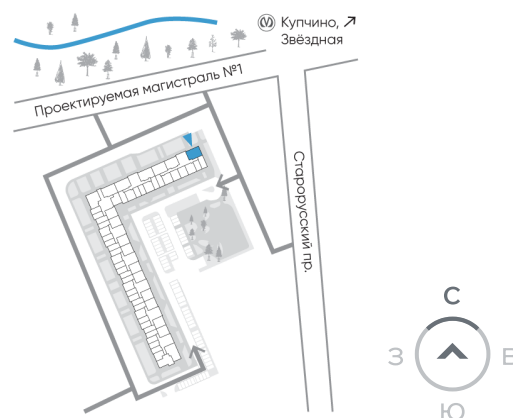 Купчино, ↗
Звёздная
Проектируемая магистраль №1
Старорусский пр.
С
З
В
Ю